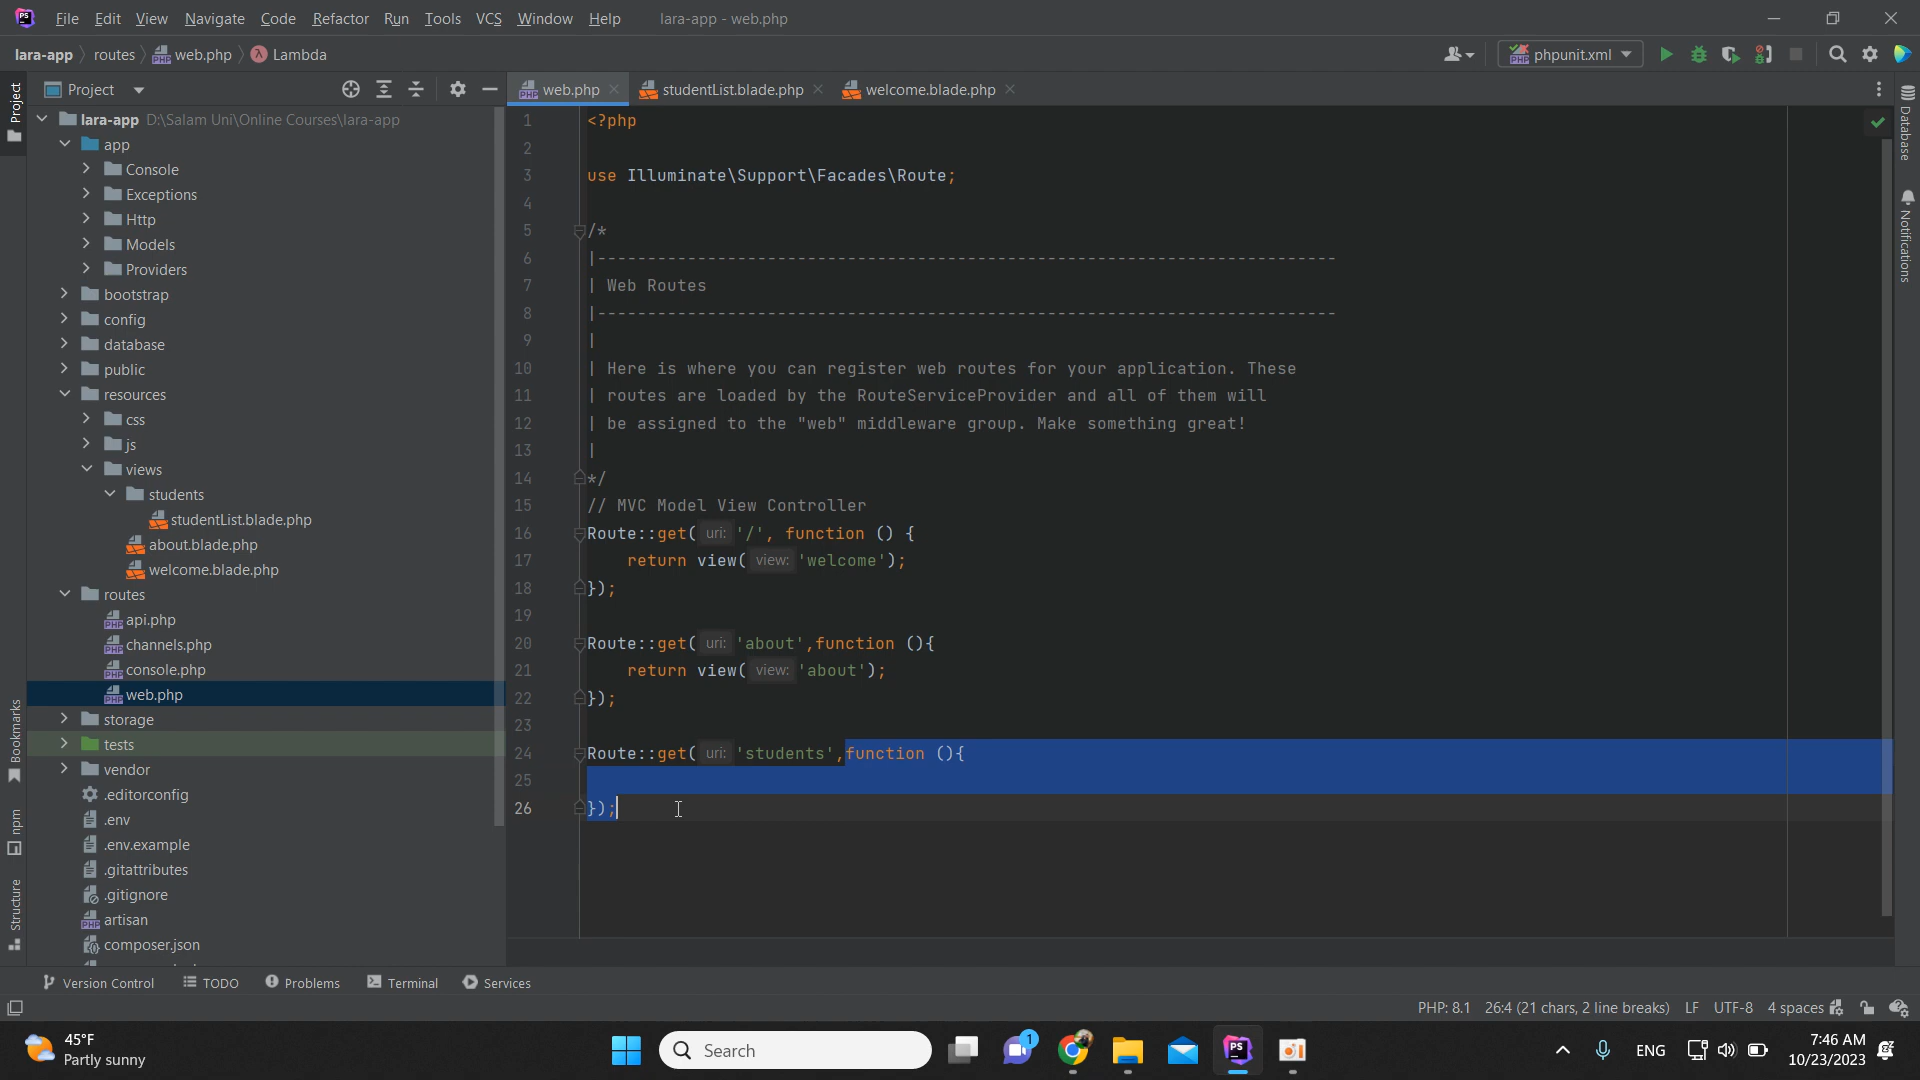 File Edit View Navigate Code Refactor Run Tools VCS Window Help lara-app - web.php
lara-app routes web.php Lambda
phpunit.xml
Project
web.php studentList.blade.php welcome.blade.php
Project
Bookmarks
npm
Structure
lara-app D:\Salam Uni\Online Courses\lara-app
app
Console
Exceptions
Http
Models
Providers
bootstrap
config
database
public
resources
css
js
views
students
studentList.blade.php
about.blade.php
welcome.blade.php
routes
api.php
channels.php
console.php
web.php
storage
tests
vendor
.editorconfig
.env
.env.example
.gitattributes
.gitignore
artisan
composer.json
1 <?php
2
3 use Illuminate\Support\Facades\Route;
4
5 /*
6 |--------------------------------------------------------------------------
7 | Web Routes
8 |--------------------------------------------------------------------------
9 |
10 | Here is where you can register web routes for your application. These
11 | routes are loaded by the RouteServiceProvider and all of them will
12 | be assigned to the "web" middleware group. Make something great!
13 |
14 */
15 // MVC Model View Controller
16 Route::get( uri: '/', function () {
17 return view( view: 'welcome');
18 });
19
20 Route::get( uri: 'about',function (){
21 return view( view: 'about');
22 });
23
24 Route::get( uri: 'students',function (){
25
26 });
Database
Notifications
Version Control TODO Problems Terminal Services
PHP: 8.1 26:4 (21 chars, 2 line breaks) LF UTF-8 4 spaces
45°F
Partly sunny
Search
1
PS
ENG
7:46 AM
10/23/2023